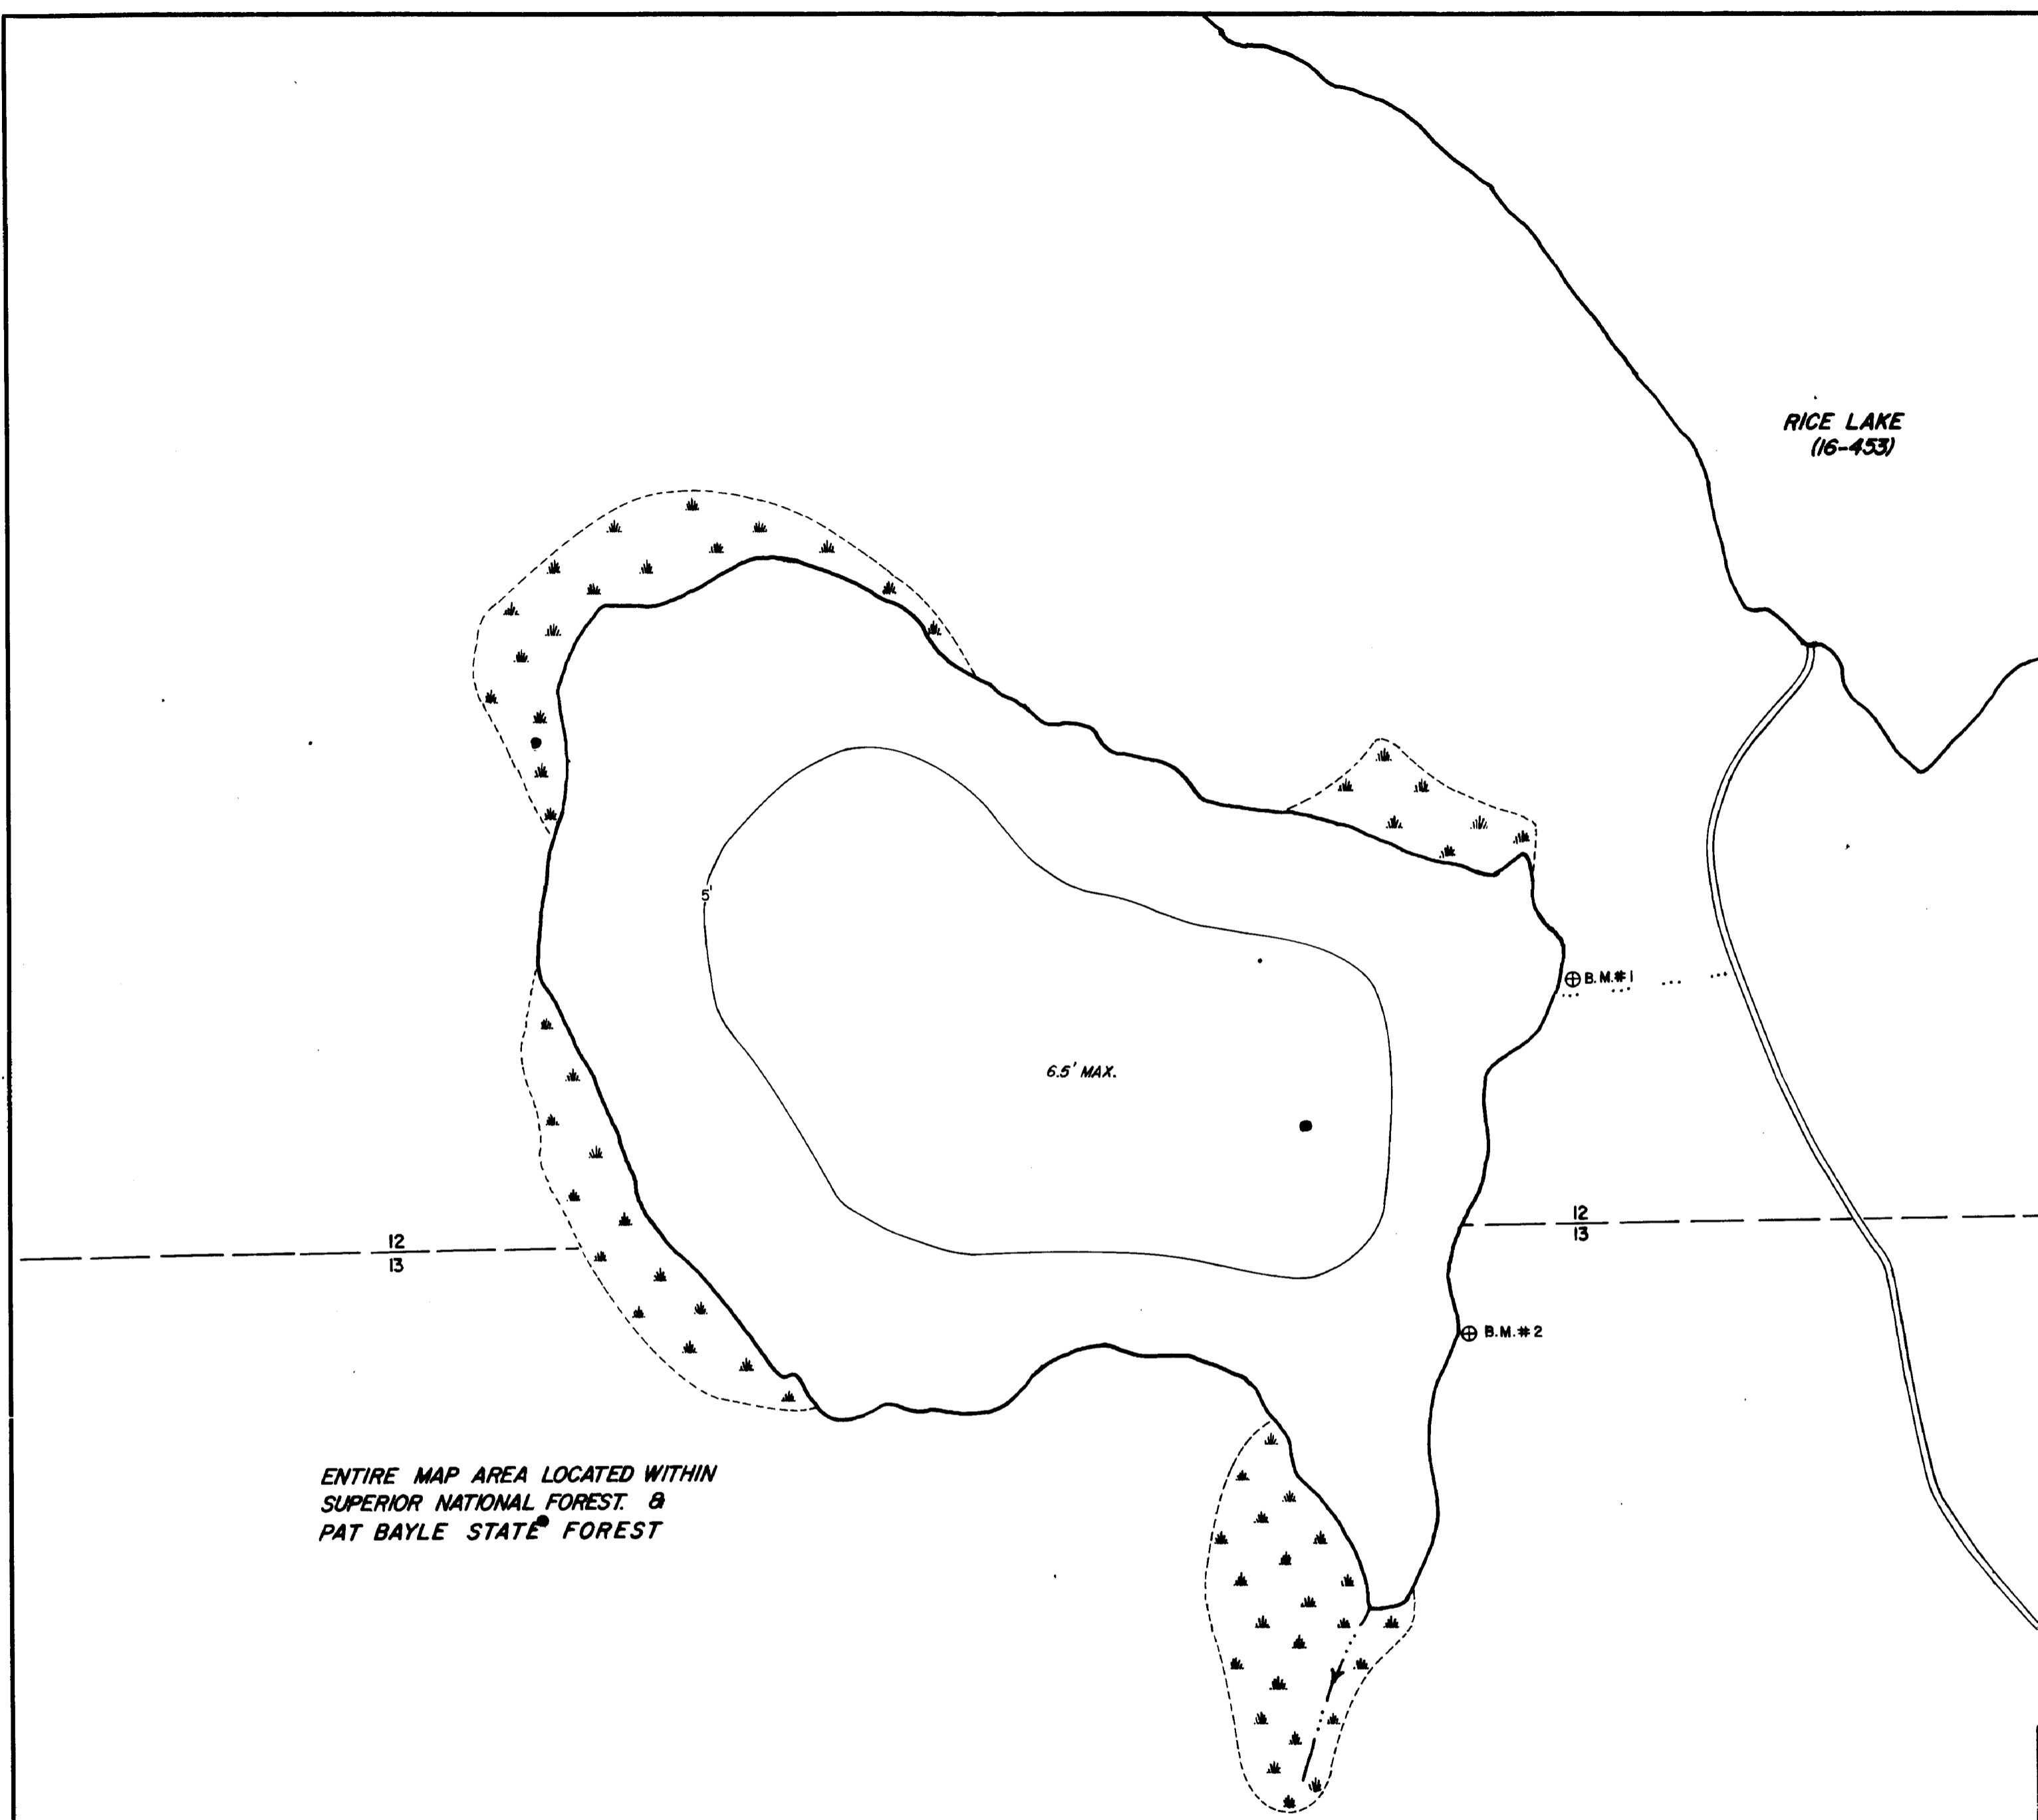 RICE LAKE
(16-453)
5'
B.M.#1
6.5' MAX.
12
13
12
13
B.M.#2
ENTIRE MAP AREA LOCATED WITHIN
SUPERIOR NATIONAL FOREST. &
PAT BAYLE STATE FOREST